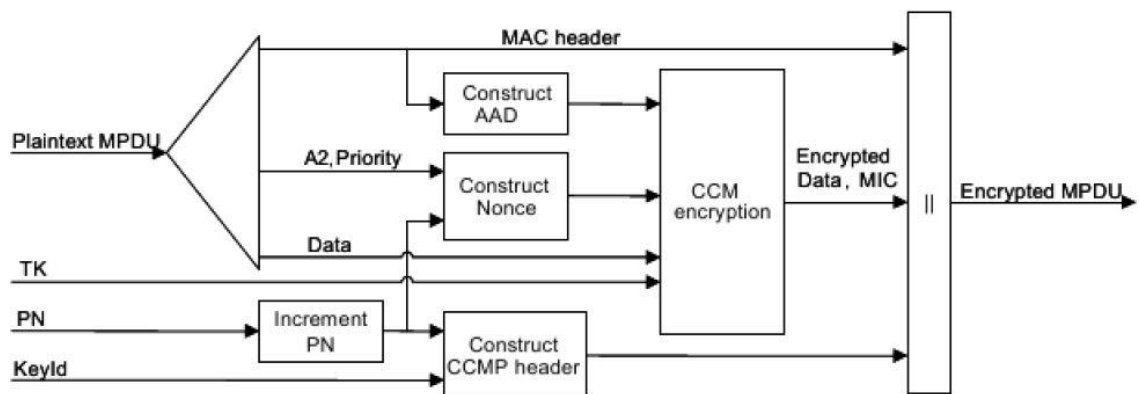 MAC header
Construct
AAD
Plaintext MPDU
A2, Priority
Construct
Nonce
CCM
encryption
Encrypted
Data , MIC
||
Encrypted MPDU
Data
TK
PN
Increment
PN
Construct
CCMP header
KeyId